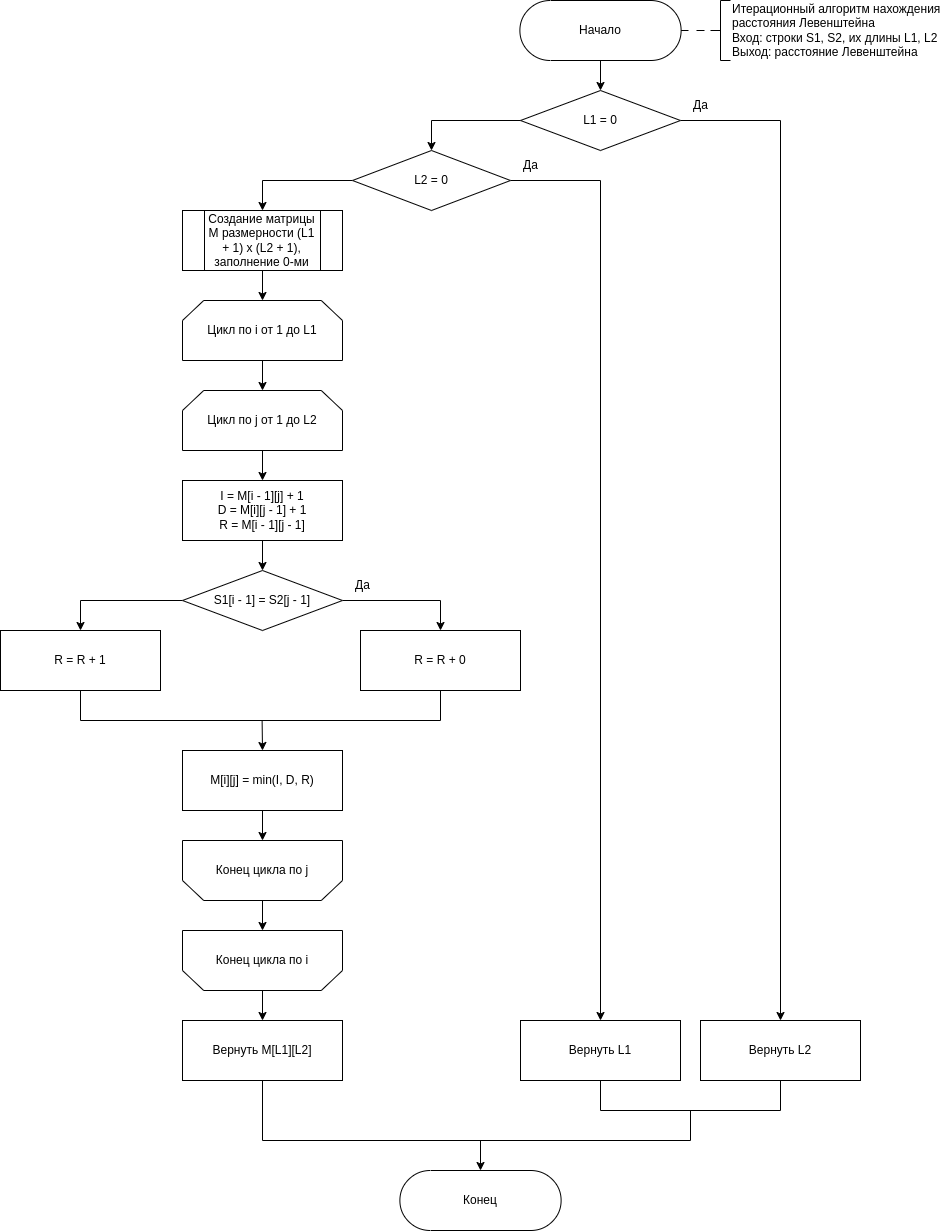 Начало
Итерационный алгоритм нахождения
расстояния Левенштейна
Вход: строки S1, S2, их длины L1, L2
Выход: расстояние Левенштейна
L1 = 0
Да
L2 = 0
Да
Создание матрицы
М размерности (L1
+ 1) x (L2 + 1),
заполнение 0-ми
Цикл по i от 1 до L1
Цикл по j от 1 до L2
I = M[i - 1][j] + 1
D = M[i][j - 1] + 1
R = M[i - 1][j - 1]
S1[i - 1] = S2[j - 1]
Да
R = R + 1
R = R + 0
M[i][j] = min(I, D, R)
Конец цикла по j
Конец цикла по i
Вернуть M[L1][L2]
Вернуть L1
Вернуть L2
Конец